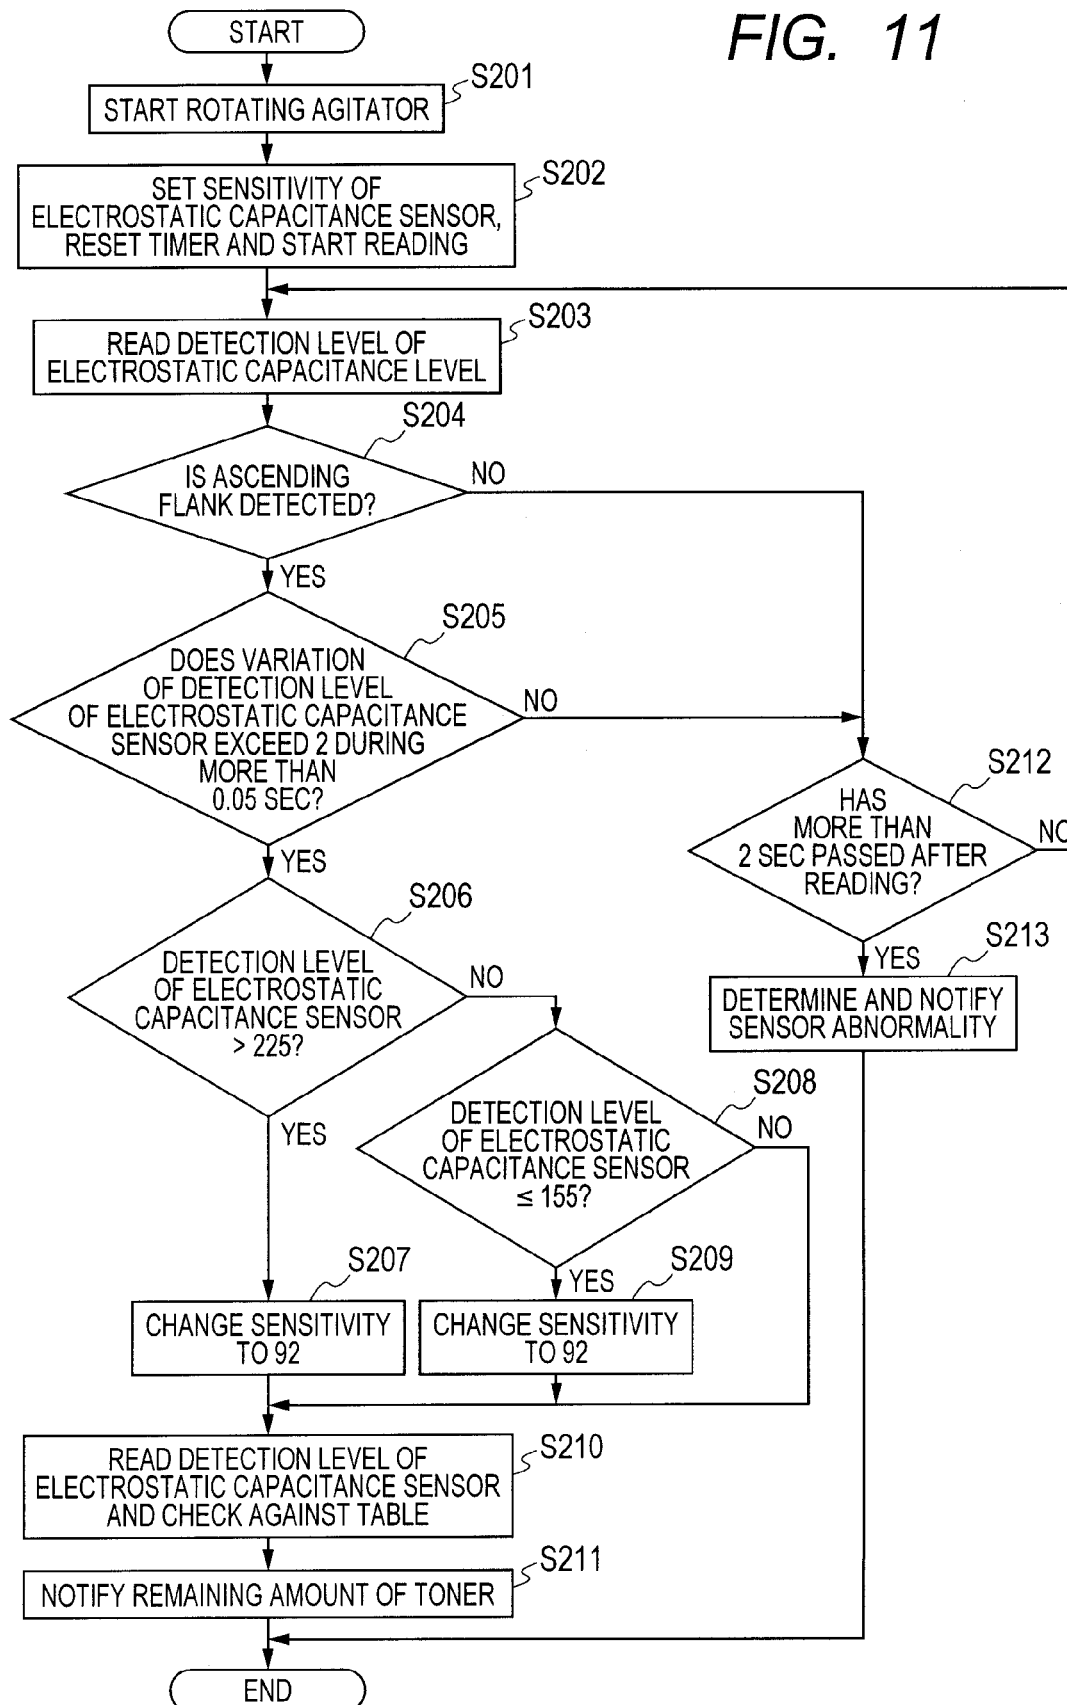 FIG. 11
START
S201
START ROTATING AGITATOR
S202
SET SENSITIVITY OF
ELECTROSTATIC CAPACITANCE SENSOR,
RESET TIMER AND START READING
S203
READ DETECTION LEVEL OF
ELECTROSTATIC CAPACITANCE LEVEL
S204
IS ASCENDING
FLANK DETECTED?
NO
YES
S205
DOES VARIATION
OF DETECTION LEVEL
OF ELECTROSTATIC CAPACITANCE
SENSOR EXCEED 2 DURING
MORE THAN
0.05 SEC?
NO
YES
S212
HAS
MORE THAN
2 SEC PASSED AFTER
READING?
NO
YES
S206
DETECTION LEVEL
OF ELECTROSTATIC
CAPACITANCE SENSOR
> 225?
NO
YES
S213
DETERMINE AND NOTIFY
SENSOR ABNORMALITY
S208
DETECTION LEVEL
OF ELECTROSTATIC
CAPACITANCE SENSOR
≤ 155?
NO
YES
S207
CHANGE SENSITIVITY
TO 92
S209
CHANGE SENSITIVITY
TO 92
S210
READ DETECTION LEVEL OF
ELECTROSTATIC CAPACITANCE SENSOR
AND CHECK AGAINST TABLE
S211
NOTIFY REMAINING AMOUNT OF TONER
END